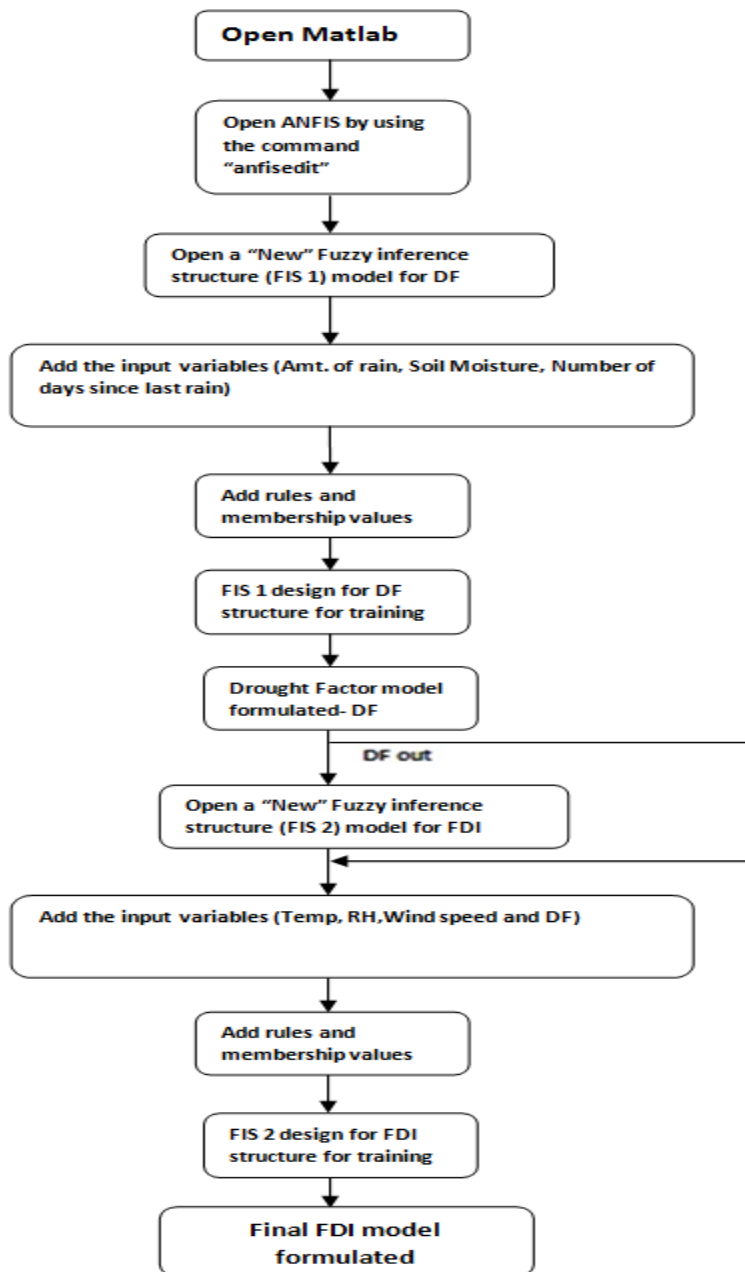 Open Matlab
Open ANFIS by using
the command
“anfisedit”
Open a “New” Fuzzy inference
structure (FIS 1) model for DF
Add the input variables (Amt. of rain, Soil Moisture, Number of
days since last rain)
Add rules and
membership values
FIS 1 design for DF
structure for training
Drought Factor model
formulated- DF
DF out
Open a “New” Fuzzy inference
structure (FIS 2) model for FDI
Add the input variables (Temp, RH,Wind speed and DF)
Add rules and
membership values
FIS 2 design for FDI
structure for training
Final FDI model
formulated